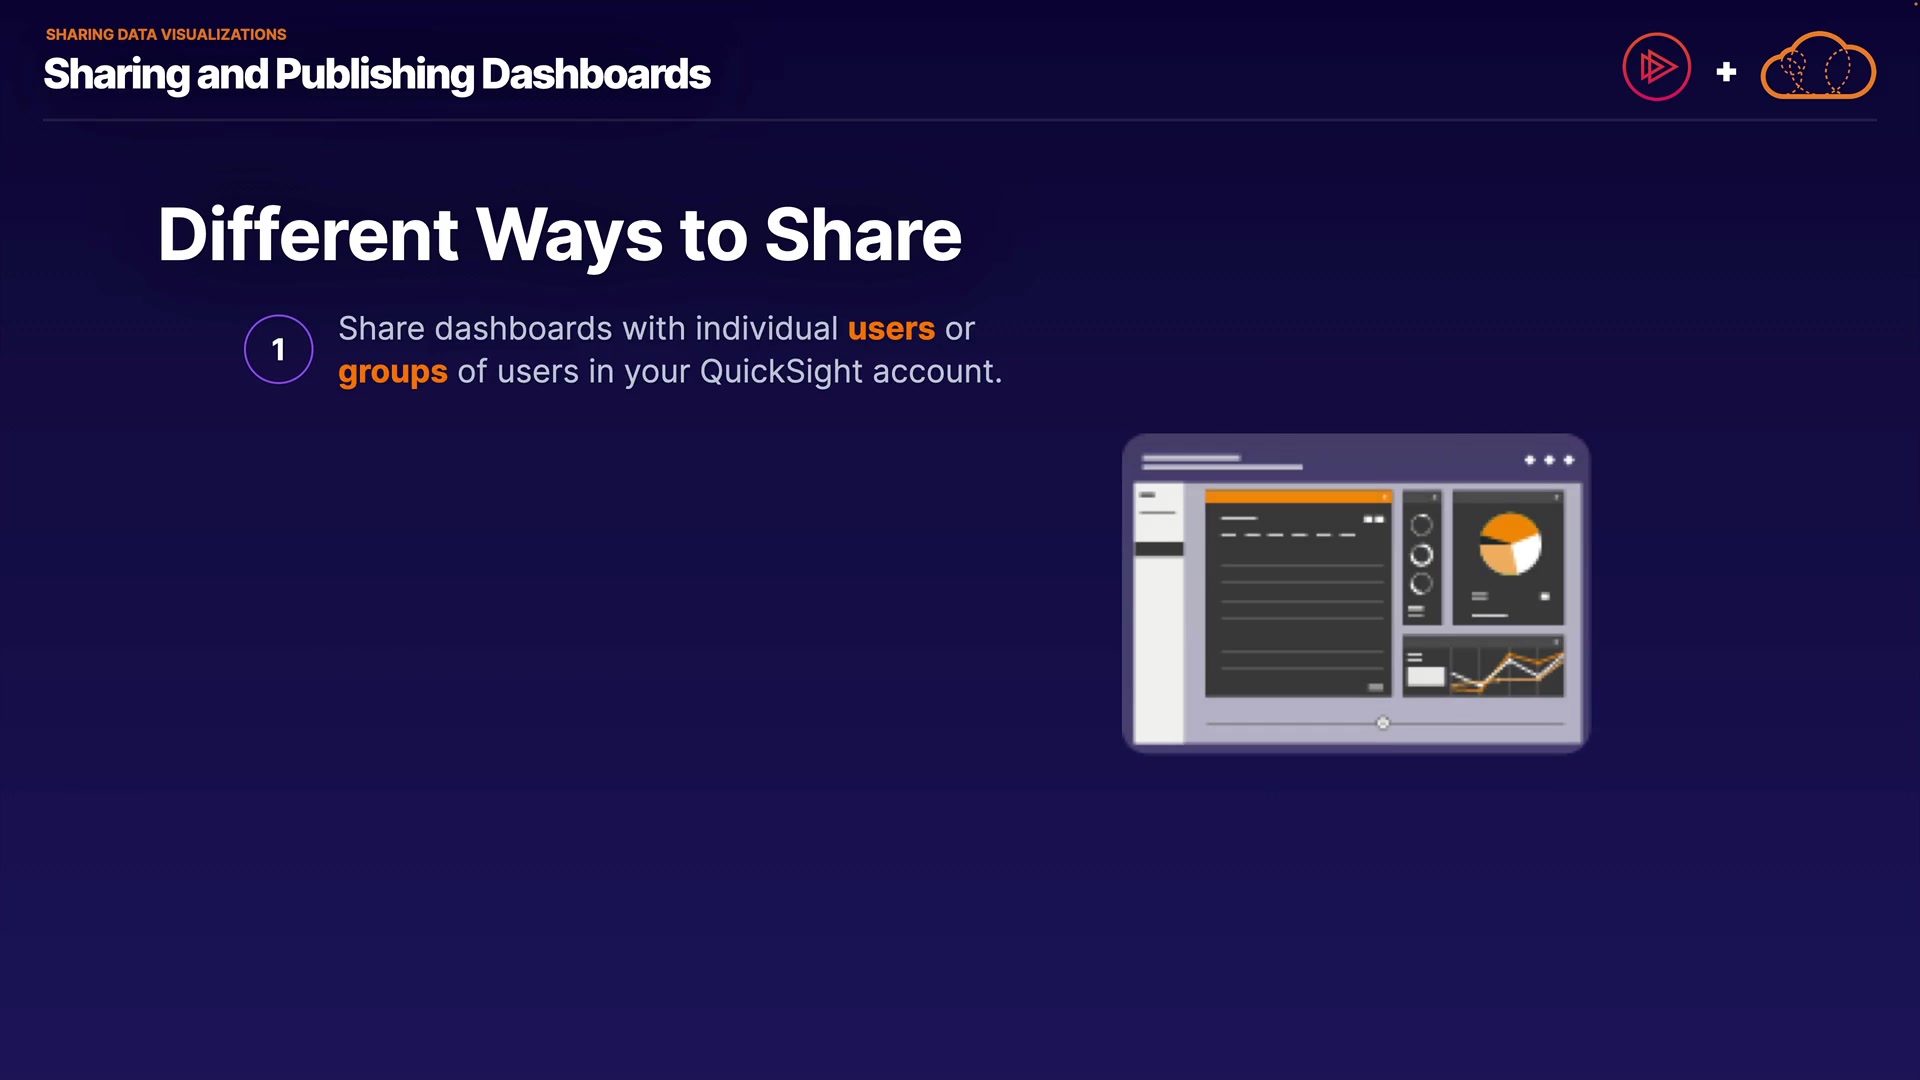 SHARING DATA VISUALIZATIONS
Sharing and Publishing Dashboards
+
Different Ways to Share
1
Share dashboards with individual users or
groups of users in your QuickSight account.